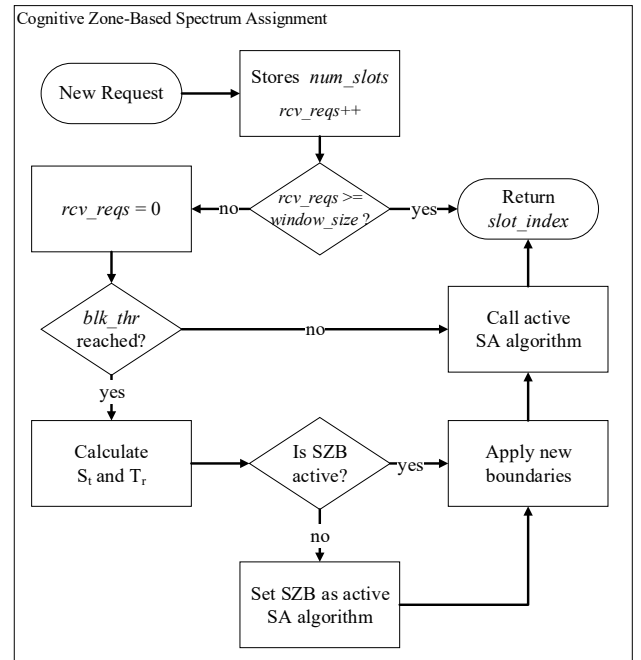 Cognitive Zone-Based Spectrum Assignment
New Request
Stores num_slots
rcv_reqs++
rcv_reqs >=
window_size ?
no
yes
rcv_reqs = 0
Return
slot_index
blk_thr
reached?
no
yes
Call active
SA algorithm
Calculate
St and Tr
Is SZB
active?
yes
no
Apply new
boundaries
Set SZB as active
SA algorithm